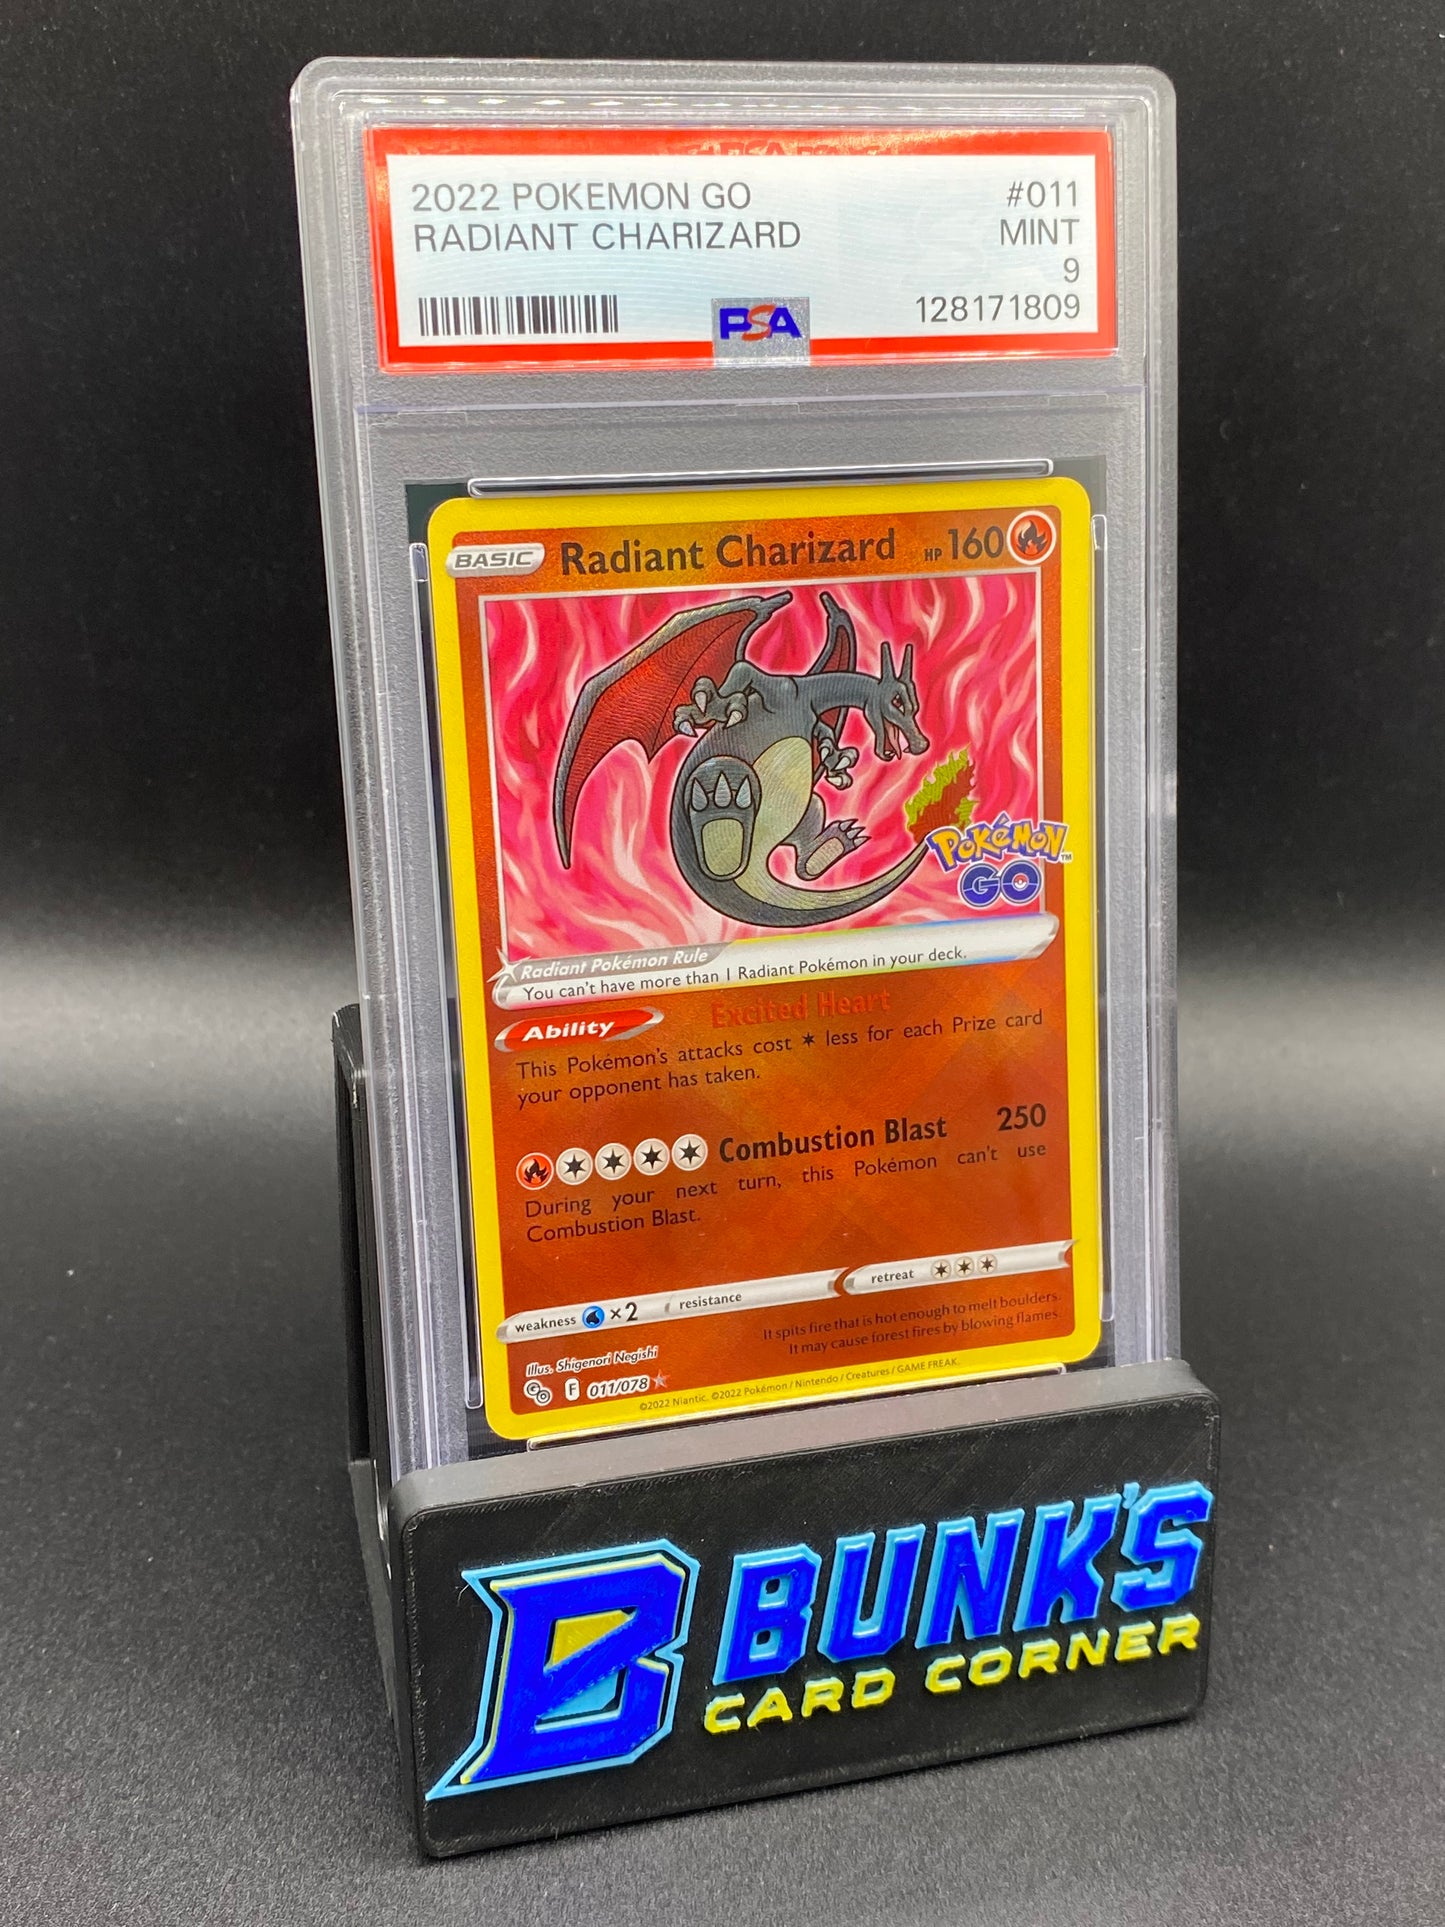 2022 POKEMON GO #011
RADIANT CHARIZARD MINT
9
PSA 128171809
BASIC Radiant Charizard HP 160
POKéMON™
GO
Radiant Pokémon Rule
You can't have more than 1 Radiant Pokémon in your deck.
Ability Excited Heart
This Pokémon's attacks cost less for each Prize card
your opponent has taken.
Combustion Blast 250
During your next turn, this Pokémon can't use
Combustion Blast.
weakness ×2 resistance retreat
It spits fire that is hot enough to melt boulders.
It may cause forest fires by blowing flames.
Illus. Shigenori Negishi
F 011/078
©2022 Niantic. ©2022 Pokémon / Nintendo / Creatures / GAME FREAK.
B BUNK'S
CARD CORNER